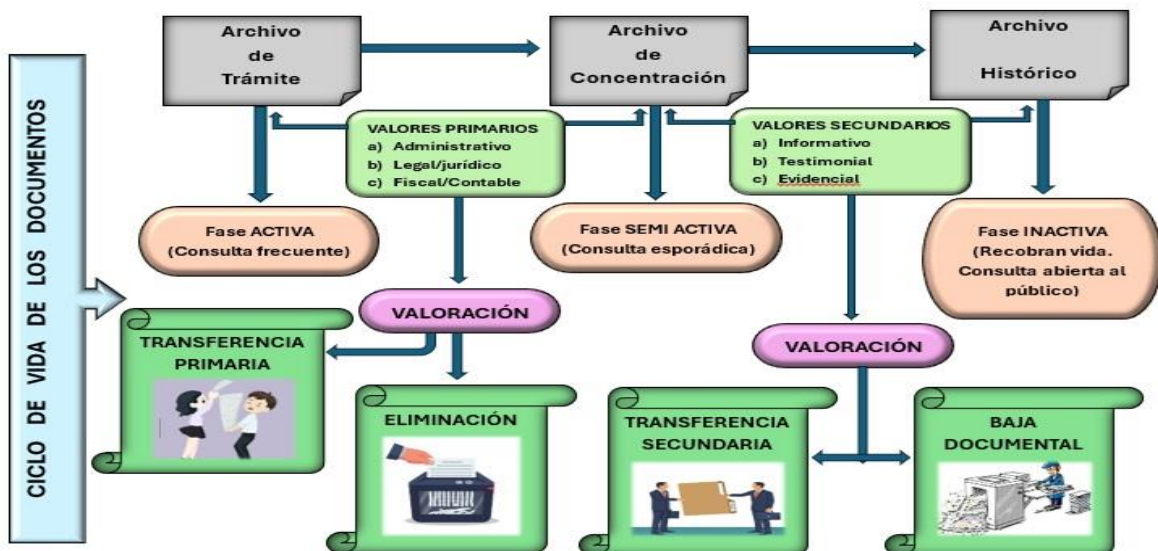 CICLO DE VIDA DE LOS DOCUMENTOS
Archivo
de
Trámite
Archivo
de
Concentración
Archivo
Histórico
VALORES PRIMARIOS
a) Administrativo
b) Legal/jurídico
c) Fiscal/Contable
VALORES SECUNDARIOS
a) Informativo
b) Testimonial
c) Evidencial
Fase ACTIVA
(Consulta frecuente)
Fase SEMI ACTIVA
(Consulta esporádica)
Fase INACTIVA
(Recobran vida.
Consulta abierta al
público)
VALORACIÓN
VALORACIÓN
TRANSFERENCIA
PRIMARIA
ELIMINACIÓN
TRANSFERENCIA
SECUNDARIA
BAJA
DOCUMENTAL